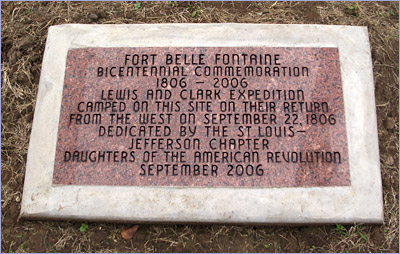 FORT BELLE FONTAINE
BICENTENNIAL COMMEMORATION
1806 – 2006
LEWIS AND CLARK EXPEDITION
CAMPED ON THIS SITE ON THEIR RETURN
FROM THE WEST ON SEPTEMBER 22, 1806
DEDICATED BY THE ST. LOUIS–
JEFFERSON CHAPTER
DAUGHTERS OF THE AMERICAN REVOLUTION
SEPTEMBER 2006